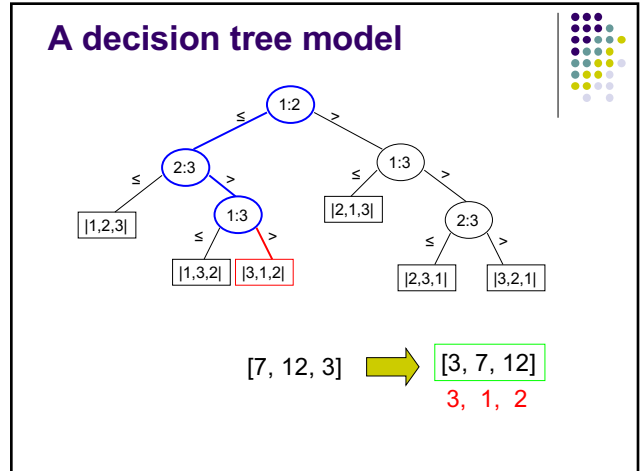 A decision tree model
1:2
≤ >
2:3 1:3
≤ > ≤ >
|1,2,3| 1:3 |2,1,3| 2:3
≤ > ≤ >
|1,3,2| |3,1,2| |2,3,1| |3,2,1|
[7, 12, 3] [3, 7, 12]
3, 1, 2